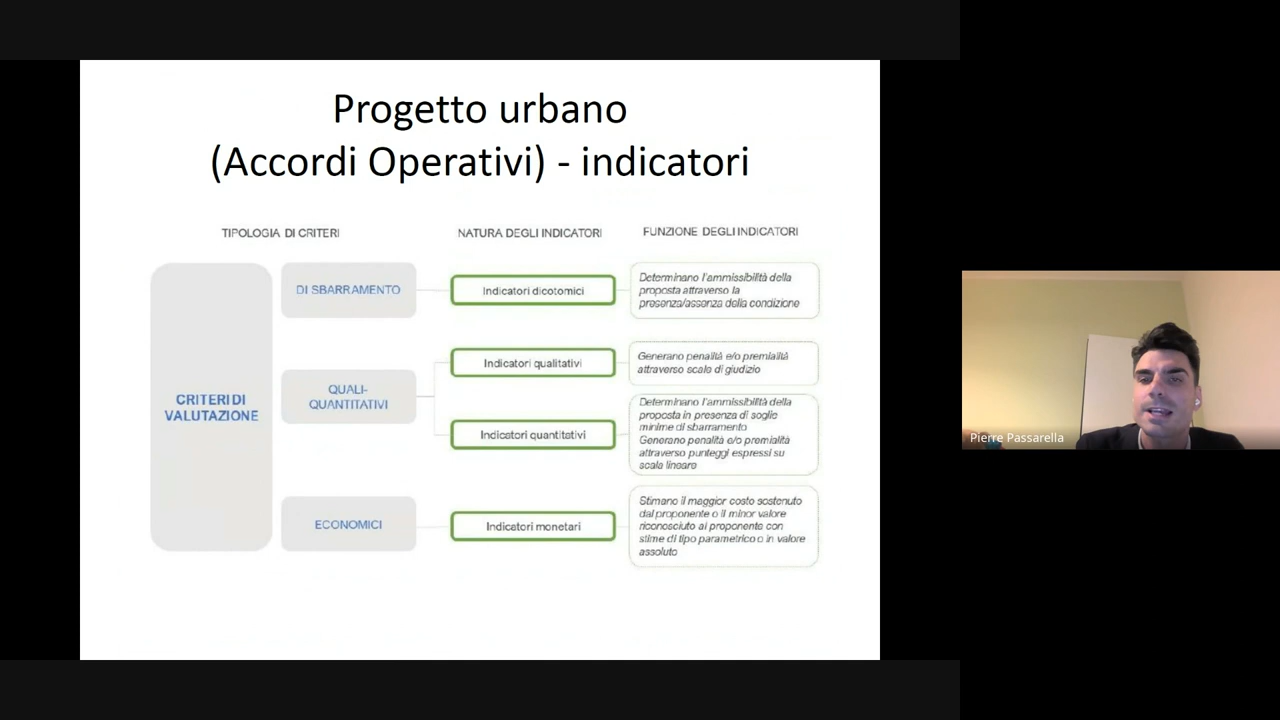 Progetto urbano
(Accordi Operativi) - indicatori
TIPOLOGIA DI CRITERI
NATURA DEGLI INDICATORI
FUNZIONE DEGLI INDICATORI
CRITERI DI
VALUTAZIONE
DI SBARRAMENTO
Indicatori dicotomici
Determinano l'ammissibilità della
proposta attraverso la
presenza/assenza della condizione
QUALI-
QUANTITATIVI
Indicatori qualitativi
Generano penalità e/o premialità
attraverso scala di giudizio
Indicatori quantitativi
Determinano l'ammissibilità della
proposta in presenza di soglie
minime di sbarramento
Generano penalità e/o premialità
attraverso punteggi espressi su
scala lineare
ECONOMICI
Indicatori monetari
Stimano il maggior costo sostenuto
dal proponente o il minor valore
riconosciuto al proponente con
stime di tipo parametrico o in valore
assoluto
Pierre Passarella